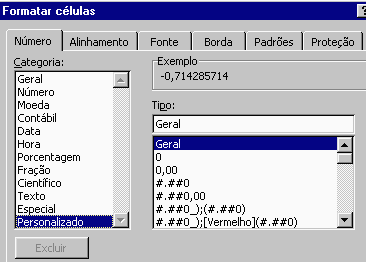 Formatar células
Número
Alinhamento
Fonte
Borda
Padrões
Proteção
Categoria:
Geral
Número
Moeda
Contábil
Data
Hora
Porcentagem
Fração
Científico
Texto
Especial
Personalizado
Excluir
Exemplo
-0,714285714
Tipo:
Geral
Geral
0
0,00
#.##0
#.##0,00
#.##0_);(#.##0)
#.##0_);[Vermelho](#.##0)